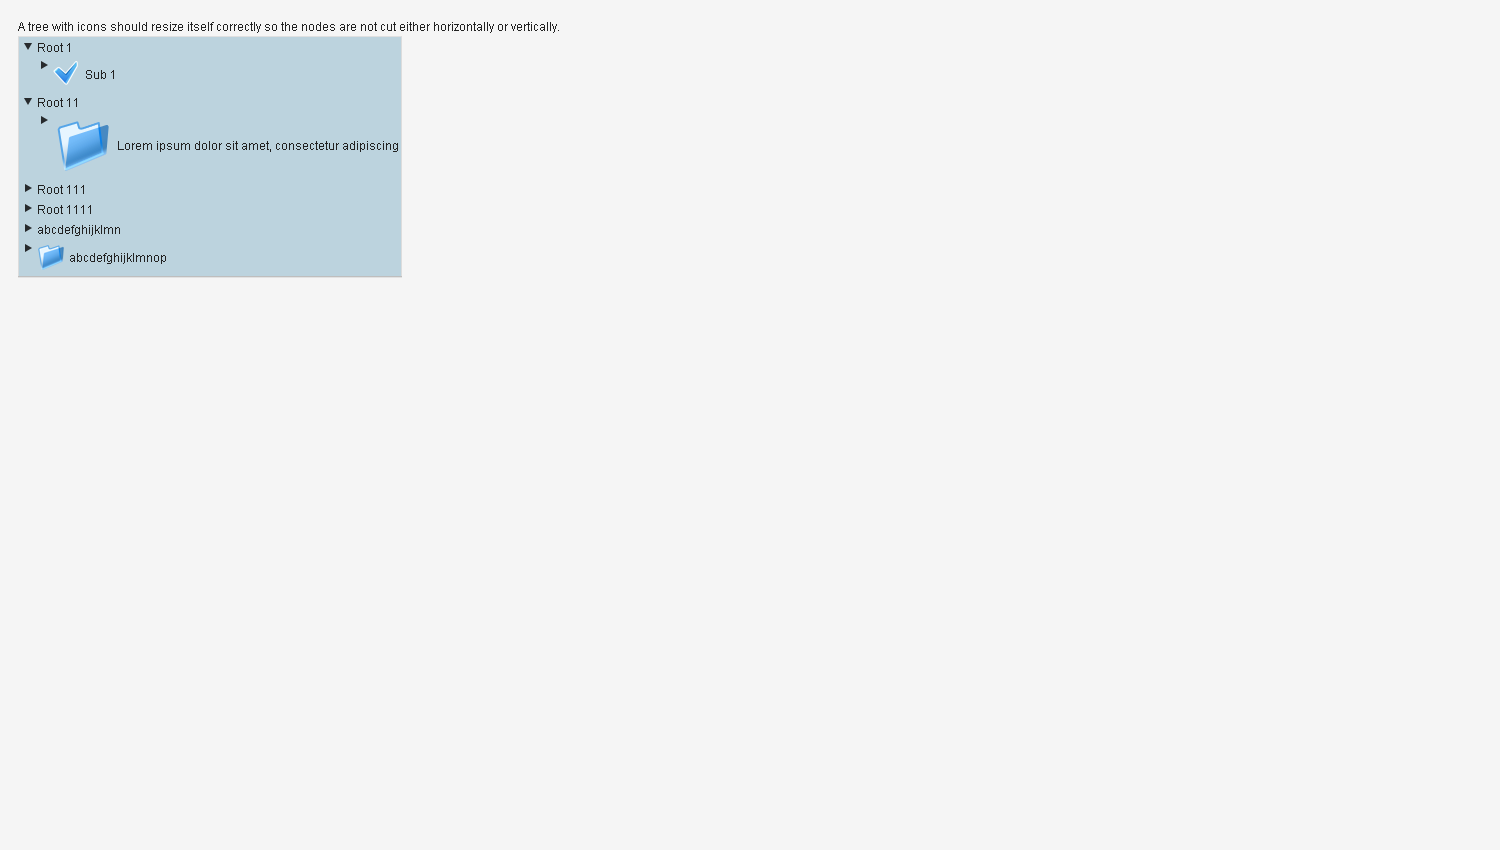 A tree with icons should resize itself correctly so the nodes are not cut either horizontally or vertically.
Root 1
Sub 1
Root 11
Lorem ipsum dolor sit amet, consectetur adipiscing
Root 111
Root 1111
abcdefghijklmn
abcdefghijklmnop